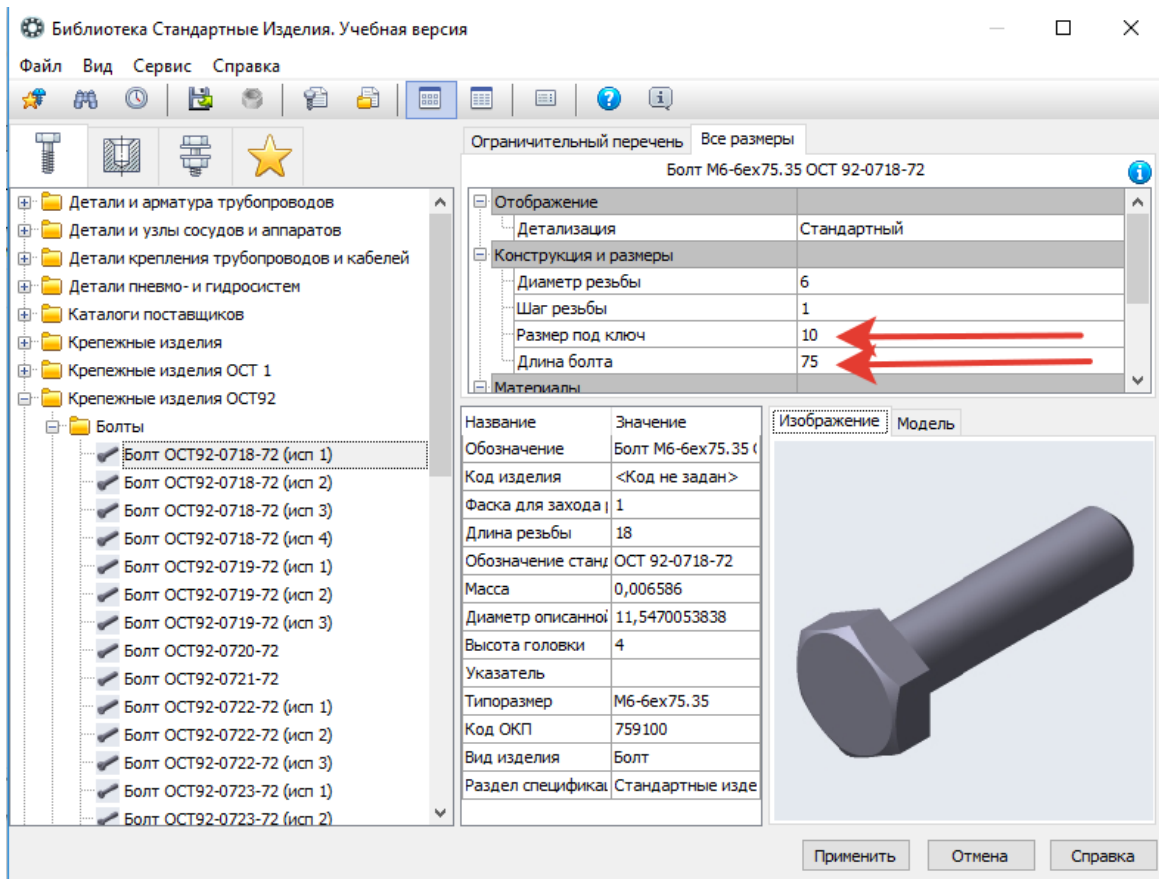 Библиотека Стандартные Изделия. Учебная версия
Файл Вид Сервис Справка
Ограничительный перечень Все размеры
Болт М6-6ех75.35 ОСТ 92-0718-72
Отображение
Детализация Стандартный
Конструкция и размеры
Диаметр резьбы 6
Шаг резьбы 1
Размер под ключ 10
Длина болта 75
Материалы
Детали и арматура трубопроводов
Детали и узлы сосудов и аппаратов
Детали крепления трубопроводов и кабелей
Детали пневмо- и гидросистем
Каталоги поставщиков
Крепежные изделия
Крепежные изделия ОСТ 1
Крепежные изделия ОСТ92
Болты
Болт ОСТ92-0718-72 (исп 1)
Болт ОСТ92-0718-72 (исп 2)
Болт ОСТ92-0718-72 (исп 3)
Болт ОСТ92-0718-72 (исп 4)
Болт ОСТ92-0719-72 (исп 1)
Болт ОСТ92-0719-72 (исп 2)
Болт ОСТ92-0719-72 (исп 3)
Болт ОСТ92-0720-72
Болт ОСТ92-0721-72
Болт ОСТ92-0722-72 (исп 1)
Болт ОСТ92-0722-72 (исп 2)
Болт ОСТ92-0722-72 (исп 3)
Болт ОСТ92-0723-72 (исп 1)
Болт ОСТ92-0723-72 (исп 2)
Название Значение
Обозначение Болт М6-6ех75.35
Код изделия <Код не задан>
Фаска для захода 1
Длина резьбы 18
Обозначение станд ОСТ 92-0718-72
Масса 0,006586
Диаметр описанной 11,5470053838
Высота головки 4
Указатель
Типоразмер М6-6ех75.35
Код ОКП 759100
Вид изделия Болт
Раздел специфика Стандартные изде
Изображение Модель
Применить Отмена Справка